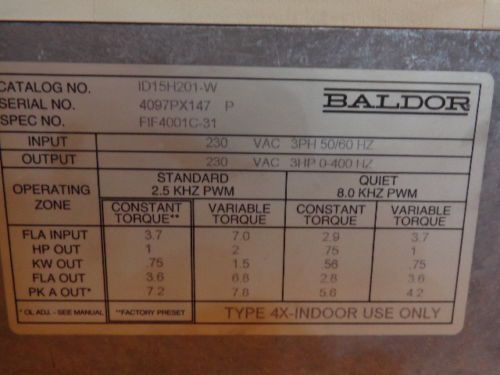 CATALOG NO. ID15H201-W
SERIAL NO. 4097PX147 P
SPEC NO. FIF4001C-31
BALDOR
INPUT 230 VAC 3PH 50/60 HZ
OUTPUT 230 VAC 3HP 0-400 HZ
OPERATING ZONE
STANDARD QUIET
2.5 KHZ PWM 8.0 KHZ PWM
CONSTANT VARIABLE CONSTANT VARIABLE
TORQUE** TORQUE TORQUE TORQUE
FLA INPUT 3.7 7.0 2.9 3.7
HP OUT 1 2 .75 1
KW OUT .75 1.5 .56 .75
FLA OUT 3.6 6.8 2.8 3.6
PK A OUT* 7.2 7.8 5.6 4.2
* OL ADJ. - SEE MANUAL **FACTORY PRESET TYPE 4X-INDOOR USE ONLY